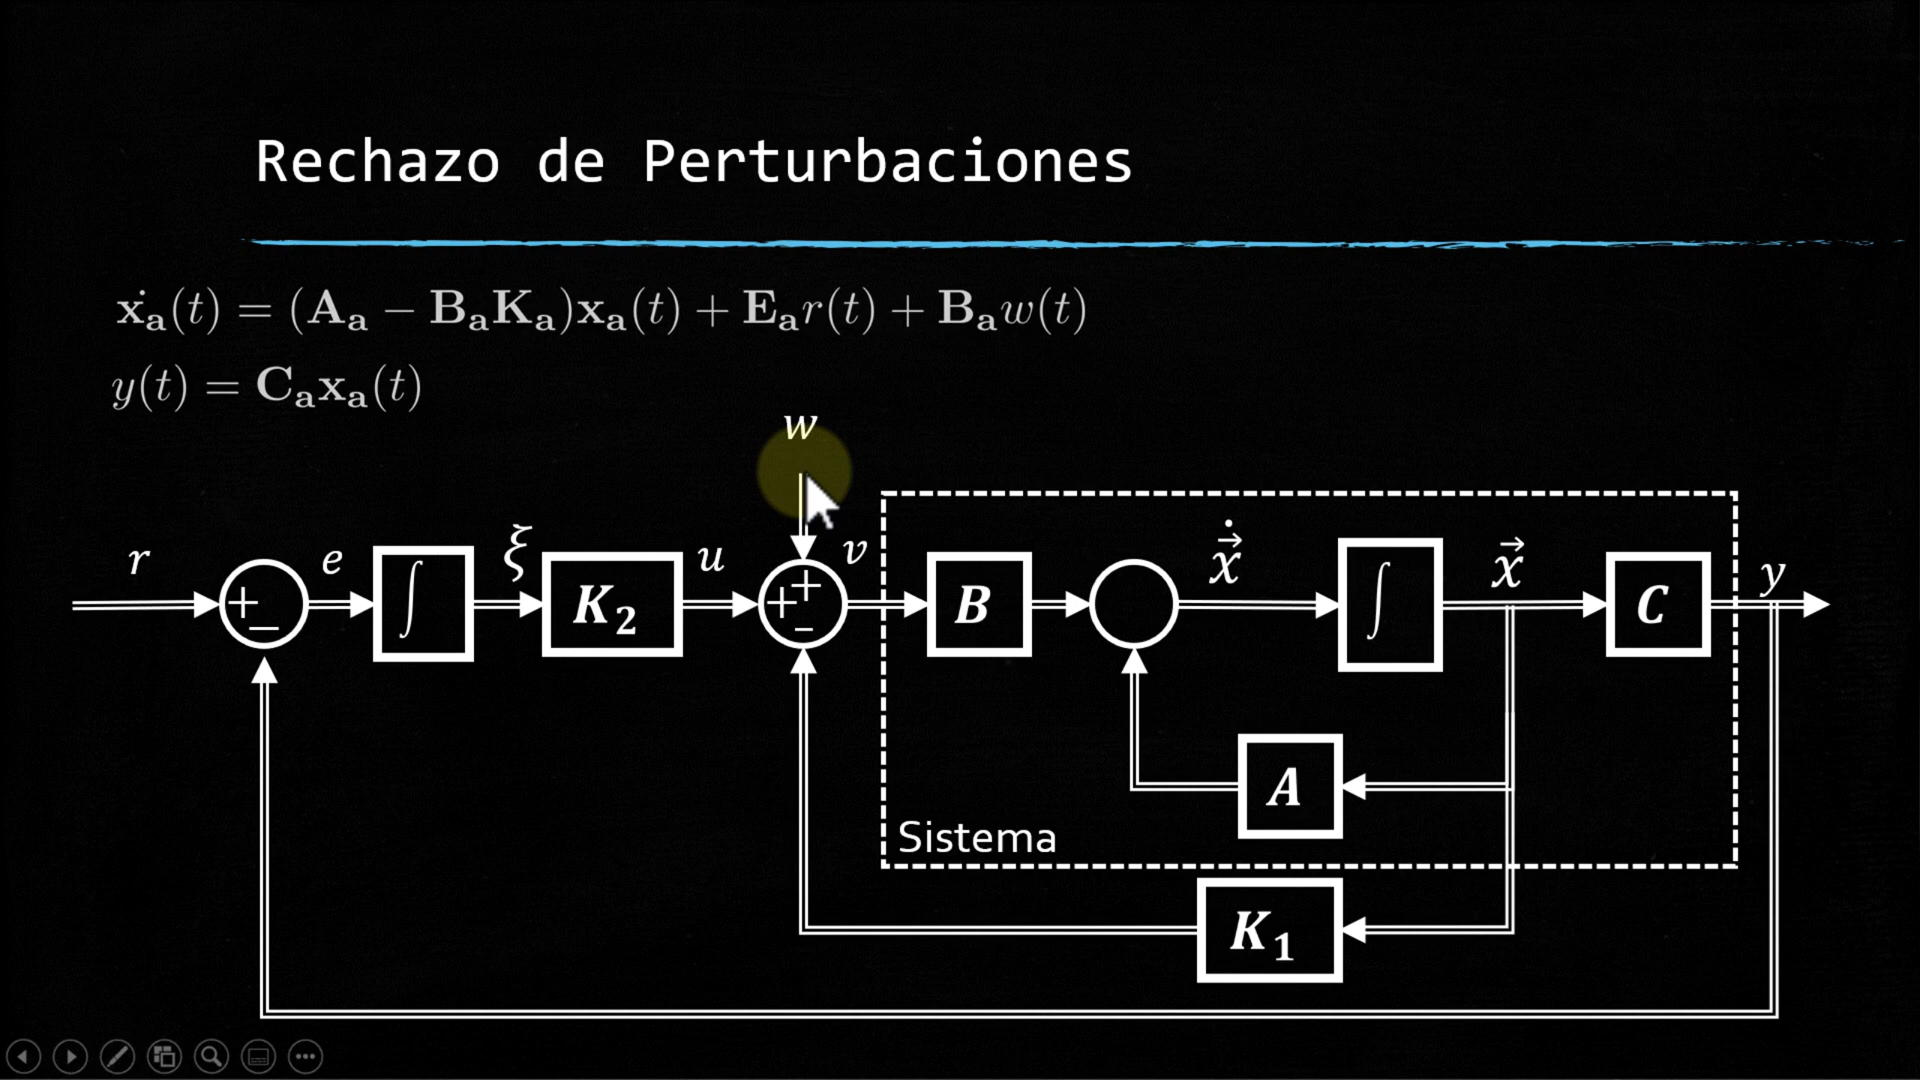 Rechazo de Perturbaciones
ẋₐ(t) = (Aₐ − BₐKₐ)xₐ(t) + Eₐr(t) + Bₐw(t)
y(t) = Cₐxₐ(t)
w
r
+
−
e
∫
ξ
K₂
u
+
+
−
v
B
ẋ⃗
∫
x⃗
C
y
A
Sistema
K₁